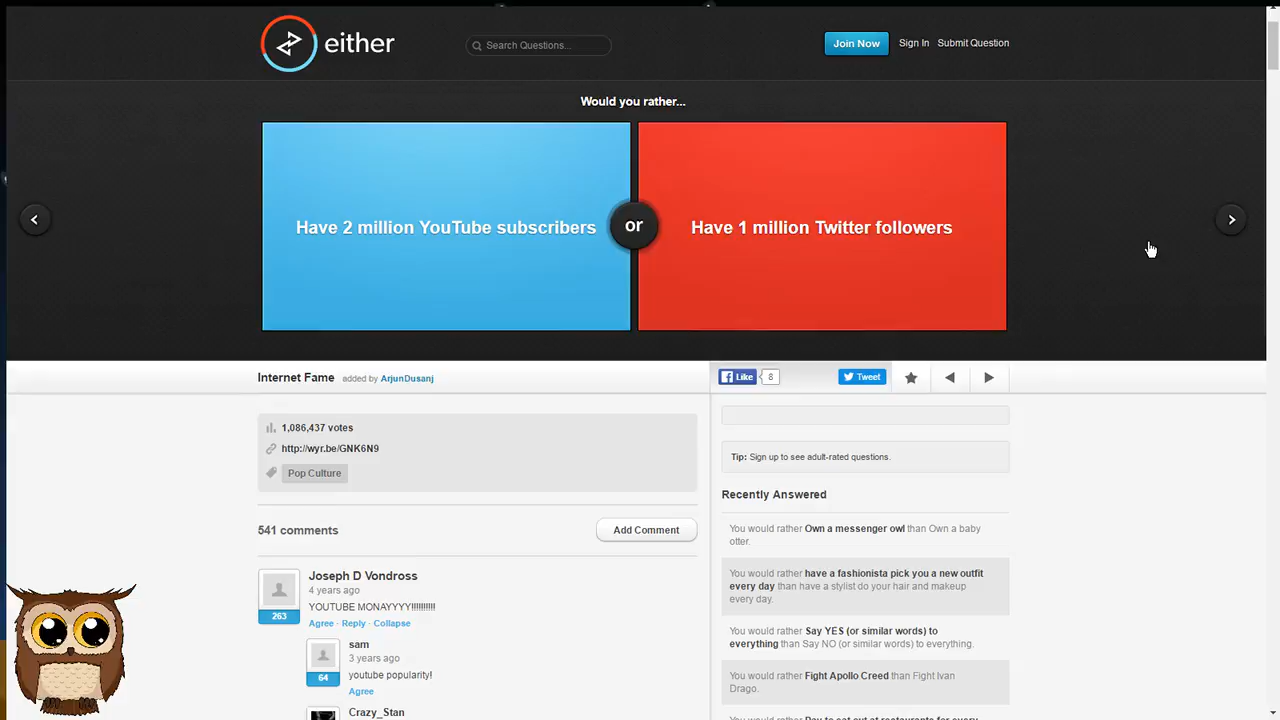 either
Search Questions...
Join Now
Sign In
Submit Question
Would you rather...
Have 2 million YouTube subscribers
or
Have 1 million Twitter followers
Internet Fame
added by ArjunDusanj
Like
8
Tweet
1,086,437 votes
http://wyr.be/GNK6N9
Pop Culture
541 comments
Add Comment
Joseph D Vondross
4 years ago
YOUTUBE MONAYYYY!!!!!!!!!!
263
Agree · Reply · Collapse
sam
3 years ago
youtube popularity!
64
Agree
Crazy_Stan
Tip: Sign up to see adult-rated questions.
Recently Answered
You would rather Own a messenger owl than Own a baby
otter.
You would rather have a fashionista pick you a new outfit
every day than have a stylist do your hair and makeup
every day.
You would rather Say YES (or similar words) to
everything than Say NO (or similar words) to everything.
You would rather Fight Apollo Creed than Fight Ivan
Drago.